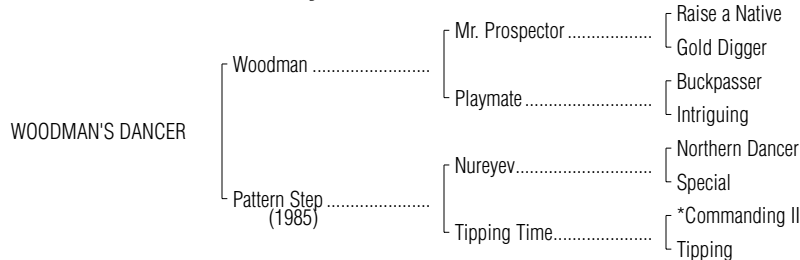 Raise a Native
Mr. Prospector ...................
Gold Digger
Woodman ..........................
Buckpasser
Playmate .............................
Intriguing
WOODMAN'S DANCER
Northern Dancer
Nureyev ...............................
Special
Pattern Step .......................
(1985)
*Commanding II
Tipping Time ......................
Tipping